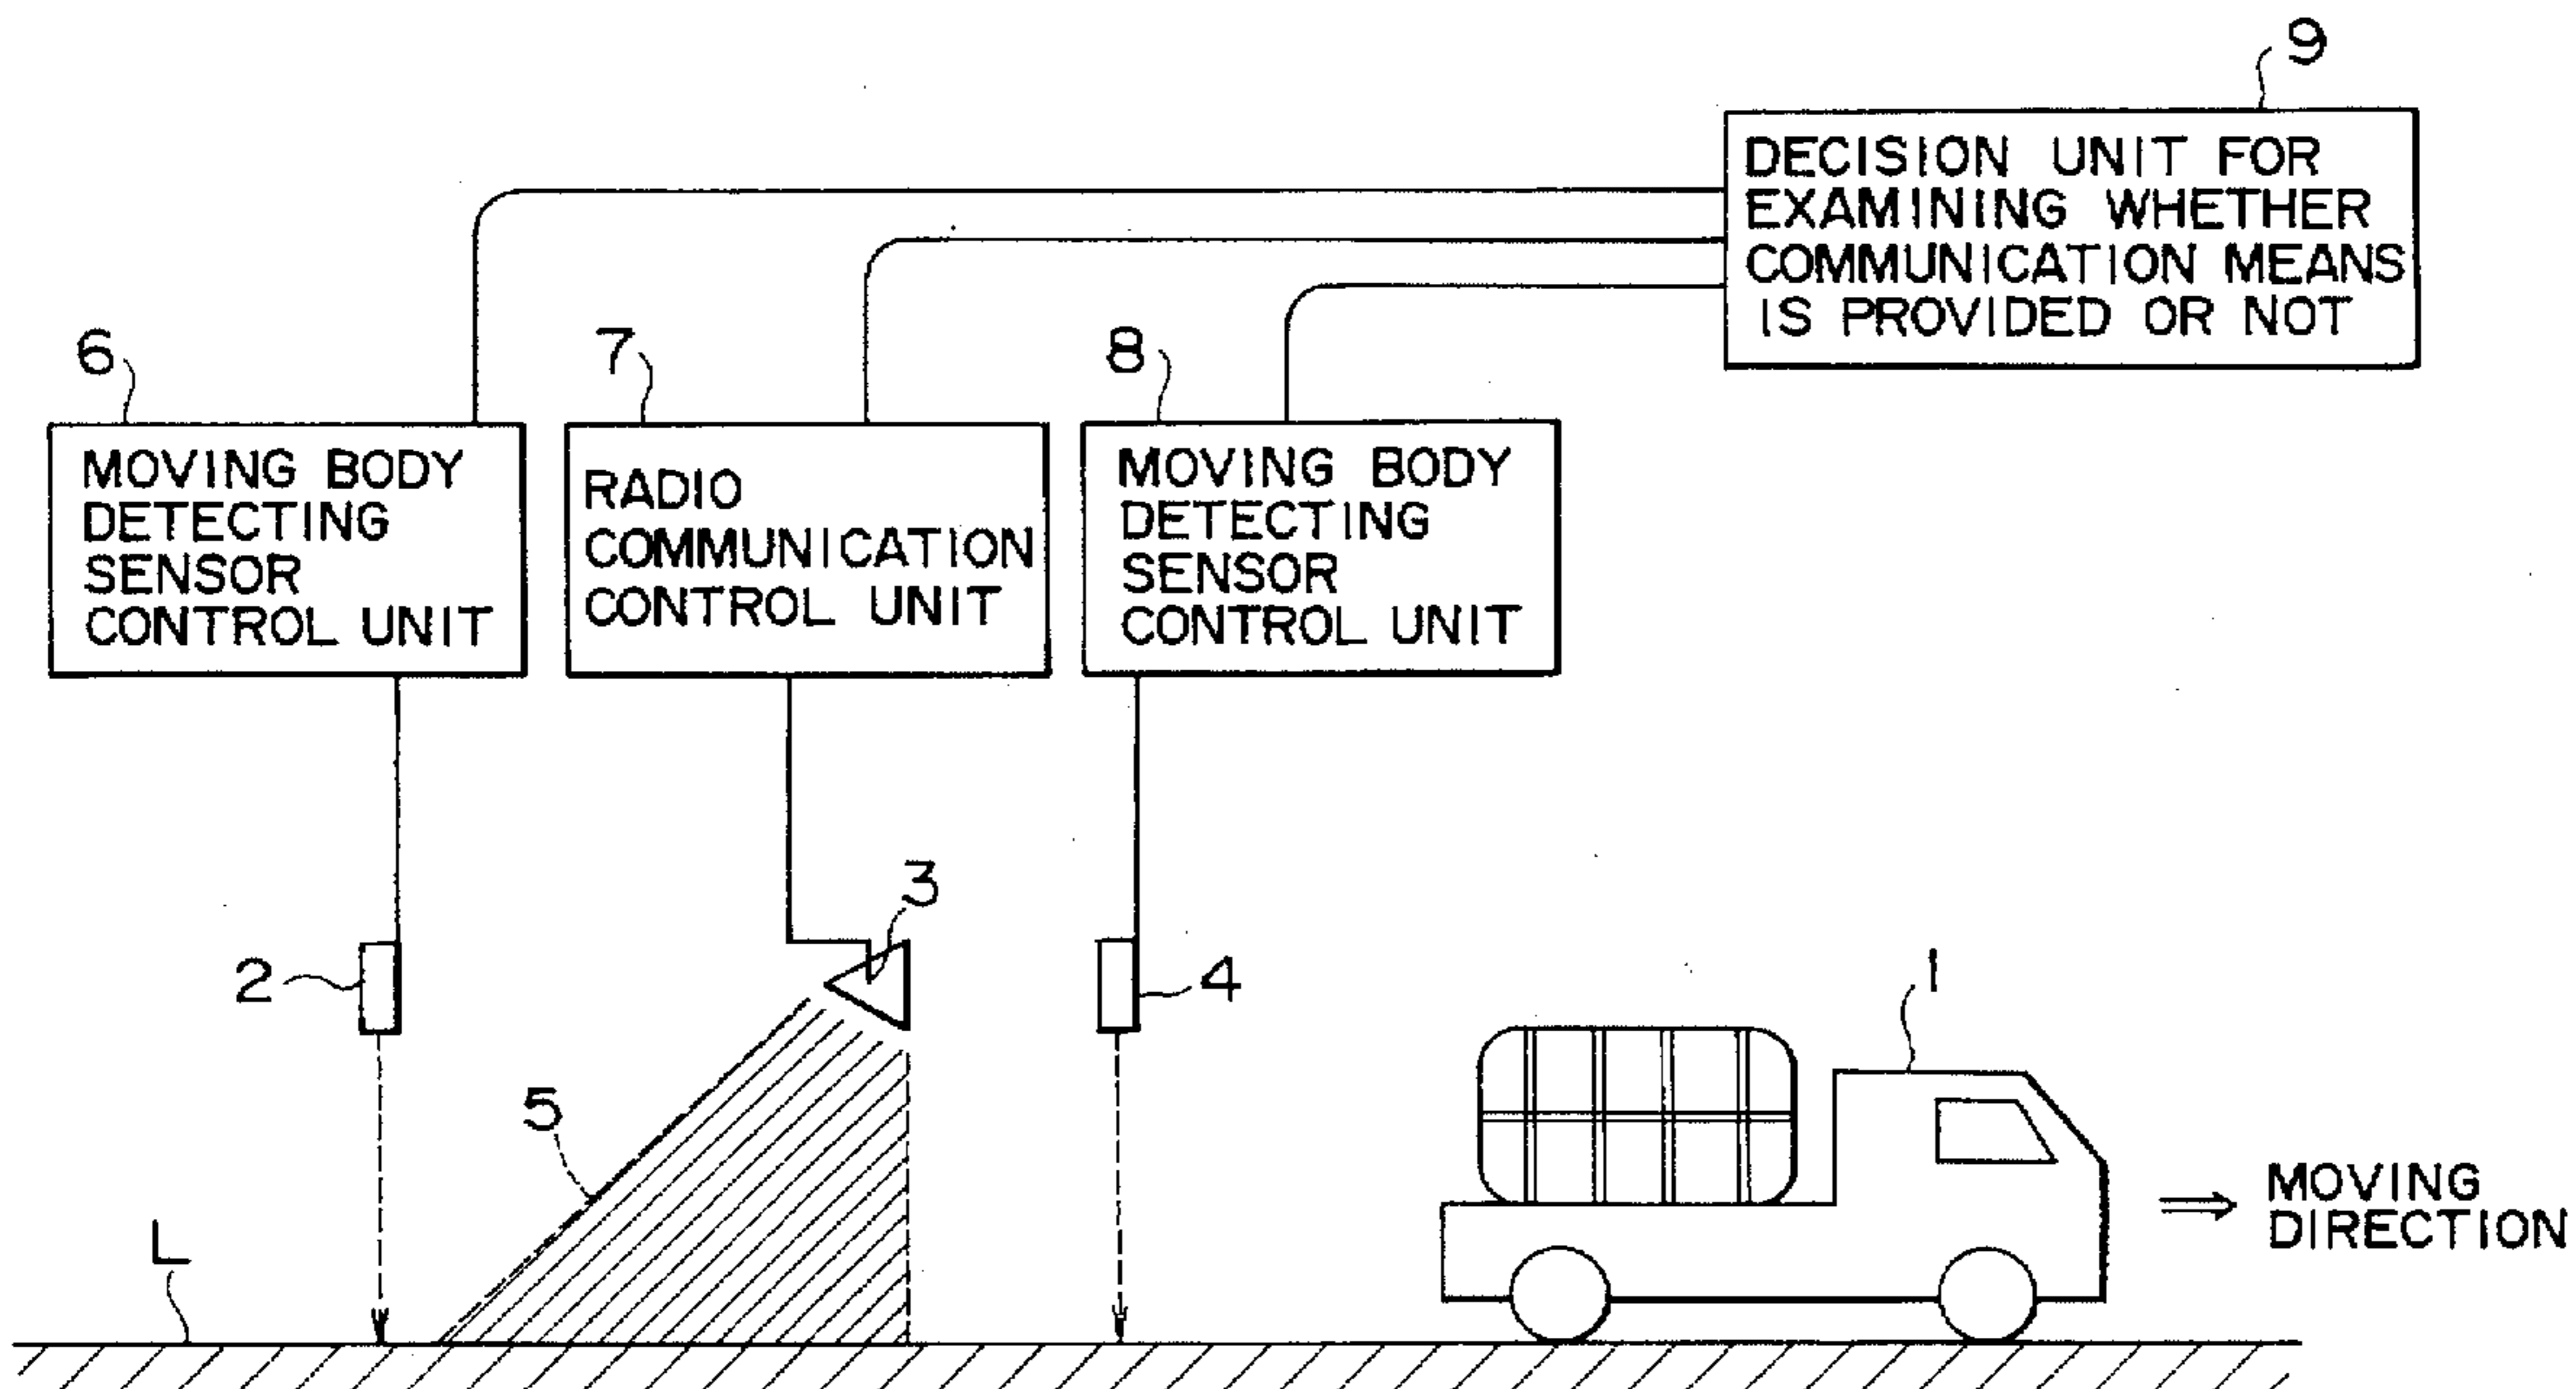 9
DECISION UNIT FOR
EXAMINING WHETHER
COMMUNICATION MEANS
IS PROVIDED OR NOT
6
7
8
MOVING BODY
DETECTING
SENSOR
CONTROL UNIT
RADIO
COMMUNICATION
CONTROL UNIT
MOVING BODY
DETECTING
SENSOR
CONTROL UNIT
3
2
4
1
5
L
MOVING
DIRECTION